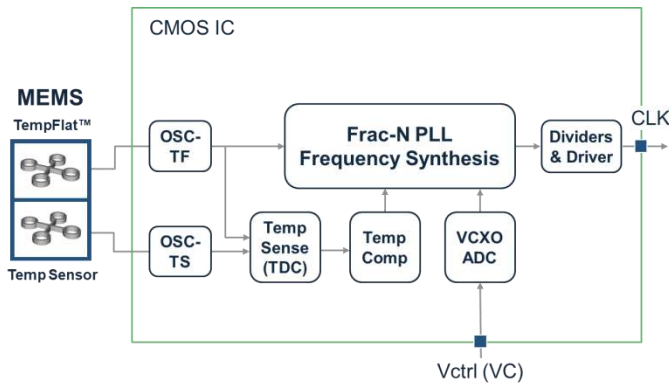 CMOS IC
MEMS
TempFlat™
OSC-
TF
Frac-N PLL
Frequency Synthesis
Dividers
& Driver
CLK
OSC-
TS
Temp
Sense
(TDC)
Temp
Comp
VCXO
ADC
Temp Sensor
Vctrl (VC)